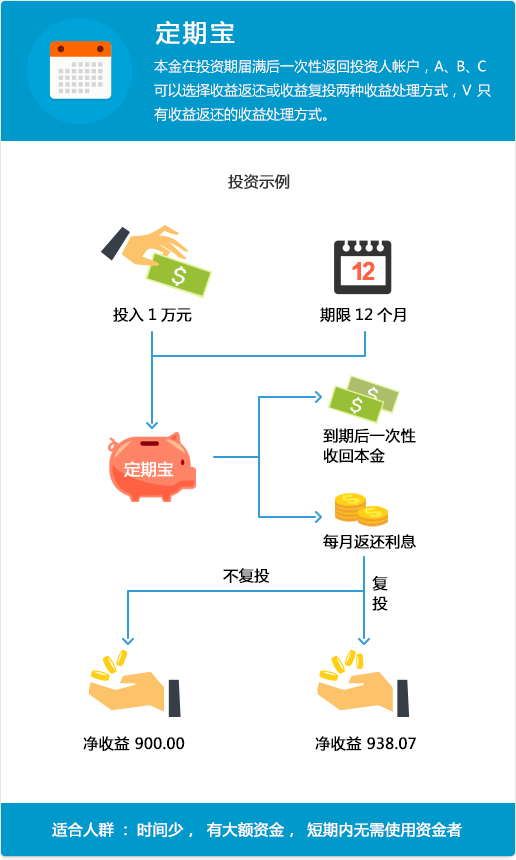 定期宝
本金在投资期届满后一次性返回投资人帐户，A、B、C
可以选择收益返还或收益复投两种收益处理方式，V 只
有收益返还的收益处理方式。
投资示例
$
12
投入 1 万元
期限 12 个月
$
$
定期宝
到期后一次性
收回本金
每月返还利息
不复投
复
投
净收益 900.00
净收益 938.07
适合人群 ： 时间少 ， 有大额资金 ， 短期内无需使用资金者